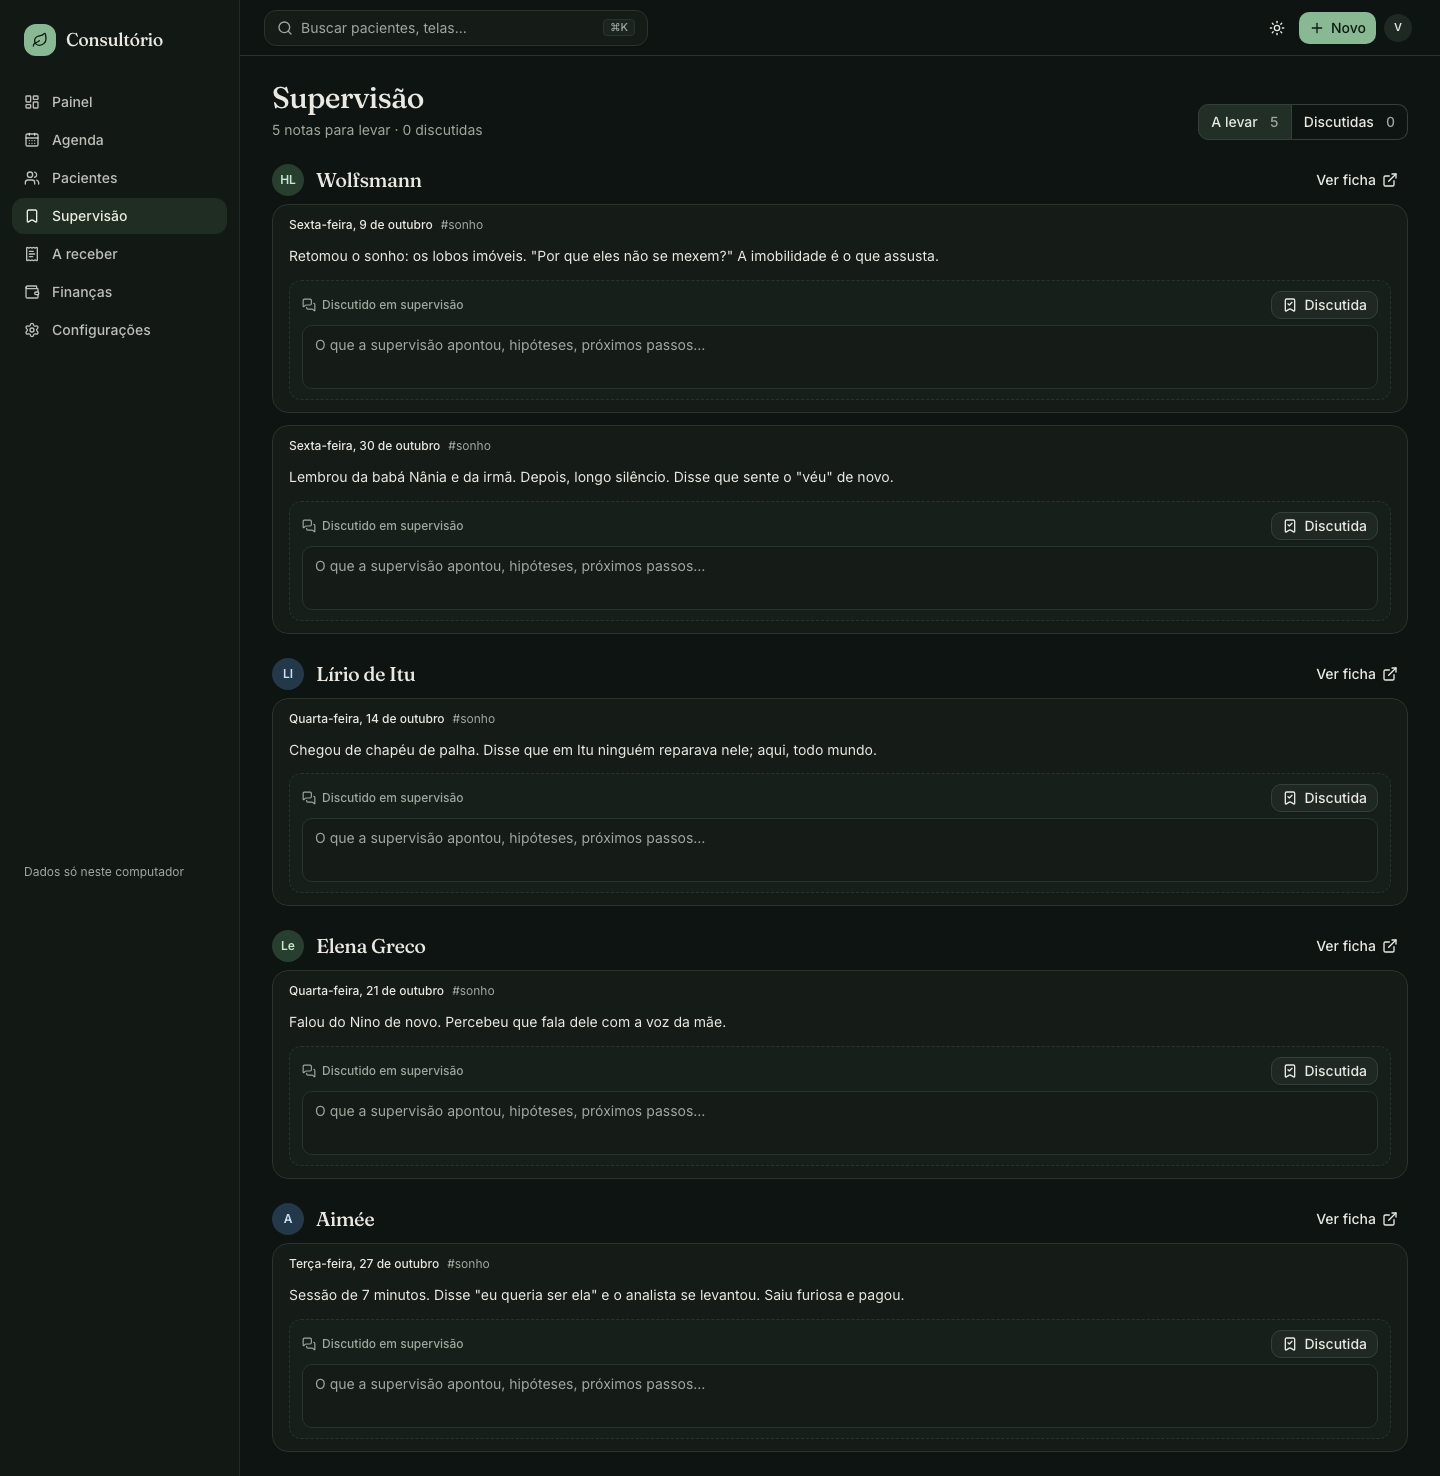 Consultório
Buscar pacientes, telas...
⌘K
Novo
V
Painel
Agenda
Pacientes
Supervisão
A receber
Finanças
Configurações
Dados só neste computador
Supervisão
5 notas para levar · 0 discutidas
A levar 5
Discutidas 0
HL
Wolfsmann
Ver ficha
Sexta-feira, 9 de outubro #sonho
Retomou o sonho: os lobos imóveis. "Por que eles não se mexem?" A imobilidade é o que assusta.
Discutido em supervisão
Discutida
O que a supervisão apontou, hipóteses, próximos passos...
Sexta-feira, 30 de outubro #sonho
Lembrou da babá Nânia e da irmã. Depois, longo silêncio. Disse que sente o "véu" de novo.
Discutido em supervisão
Discutida
O que a supervisão apontou, hipóteses, próximos passos...
LI
Lírio de Itu
Ver ficha
Quarta-feira, 14 de outubro #sonho
Chegou de chapéu de palha. Disse que em Itu ninguém reparava nele; aqui, todo mundo.
Discutido em supervisão
Discutida
O que a supervisão apontou, hipóteses, próximos passos...
Le
Elena Greco
Ver ficha
Quarta-feira, 21 de outubro #sonho
Falou do Nino de novo. Percebeu que fala dele com a voz da mãe.
Discutido em supervisão
Discutida
O que a supervisão apontou, hipóteses, próximos passos...
A
Aimée
Ver ficha
Terça-feira, 27 de outubro #sonho
Sessão de 7 minutos. Disse "eu queria ser ela" e o analista se levantou. Saiu furiosa e pagou.
Discutido em supervisão
Discutida
O que a supervisão apontou, hipóteses, próximos passos...